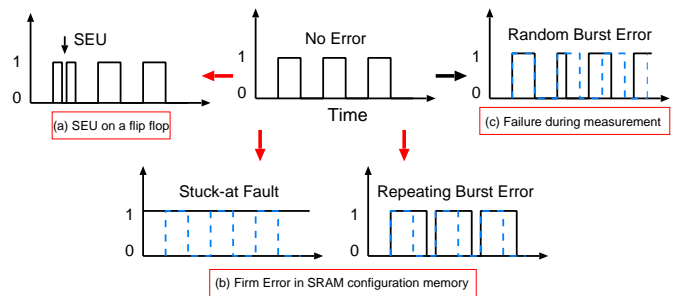 SEU
1
0
(a) SEU on a flip flop
No Error
1
0
Time
Random Burst Error
1
0
(c) Failure during measurement
Stuck-at Fault
1
0
Repeating Burst Error
1
0
(b) Firm Error in SRAM configuration memory